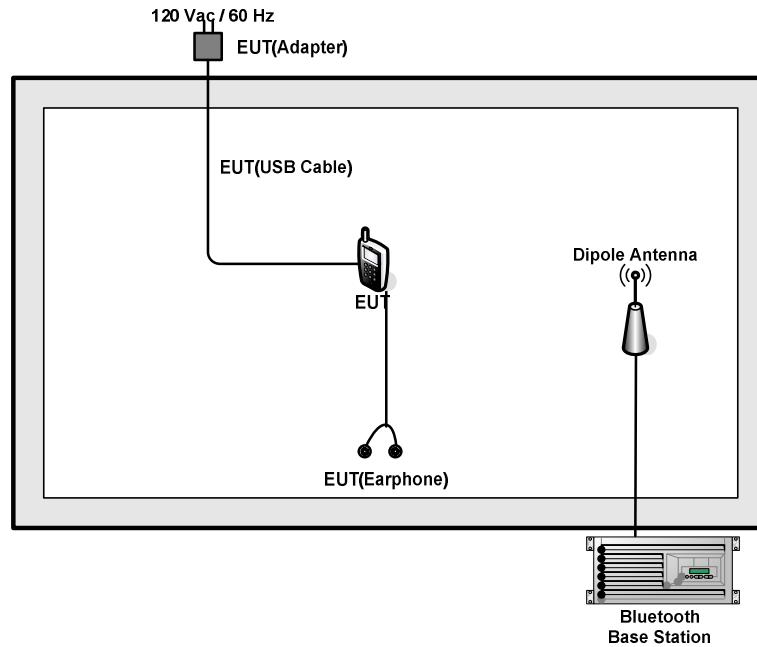 120 Vac / 60 Hz
EUT(Adapter)
EUT(USB Cable)
Dipole Antenna
EUT
EUT(Earphone)
Bluetooth
Base Station